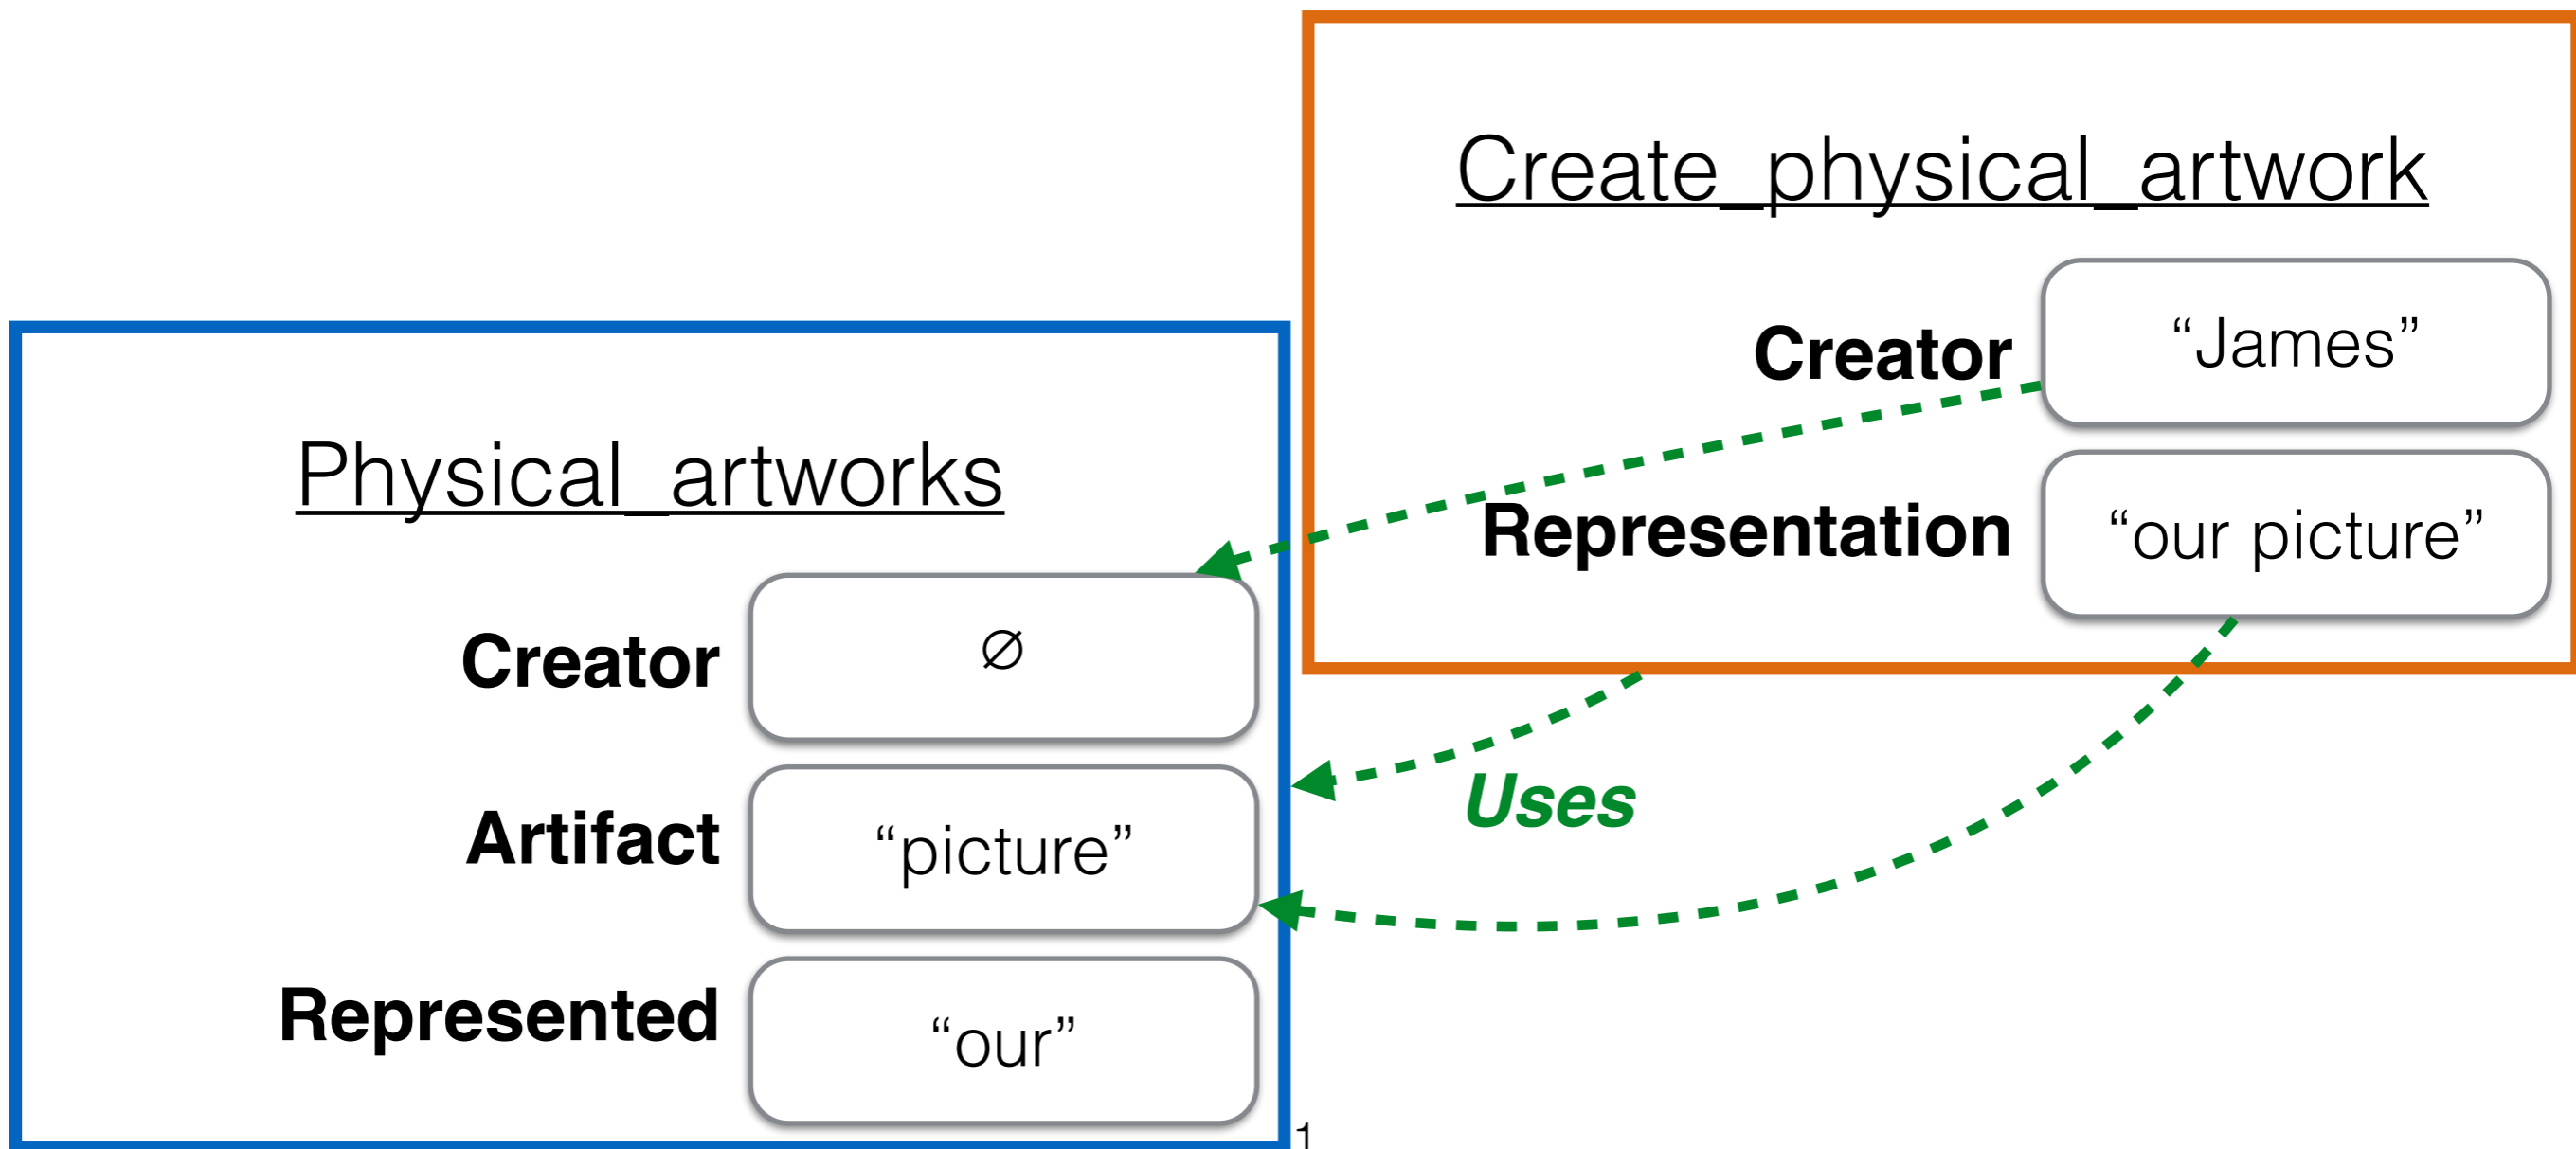 Create_physical_artwork
Creator “James”
Representation “our picture”
Physical_artworks
Creator ∅
Artifact “picture”
Represented “our”
Uses
1